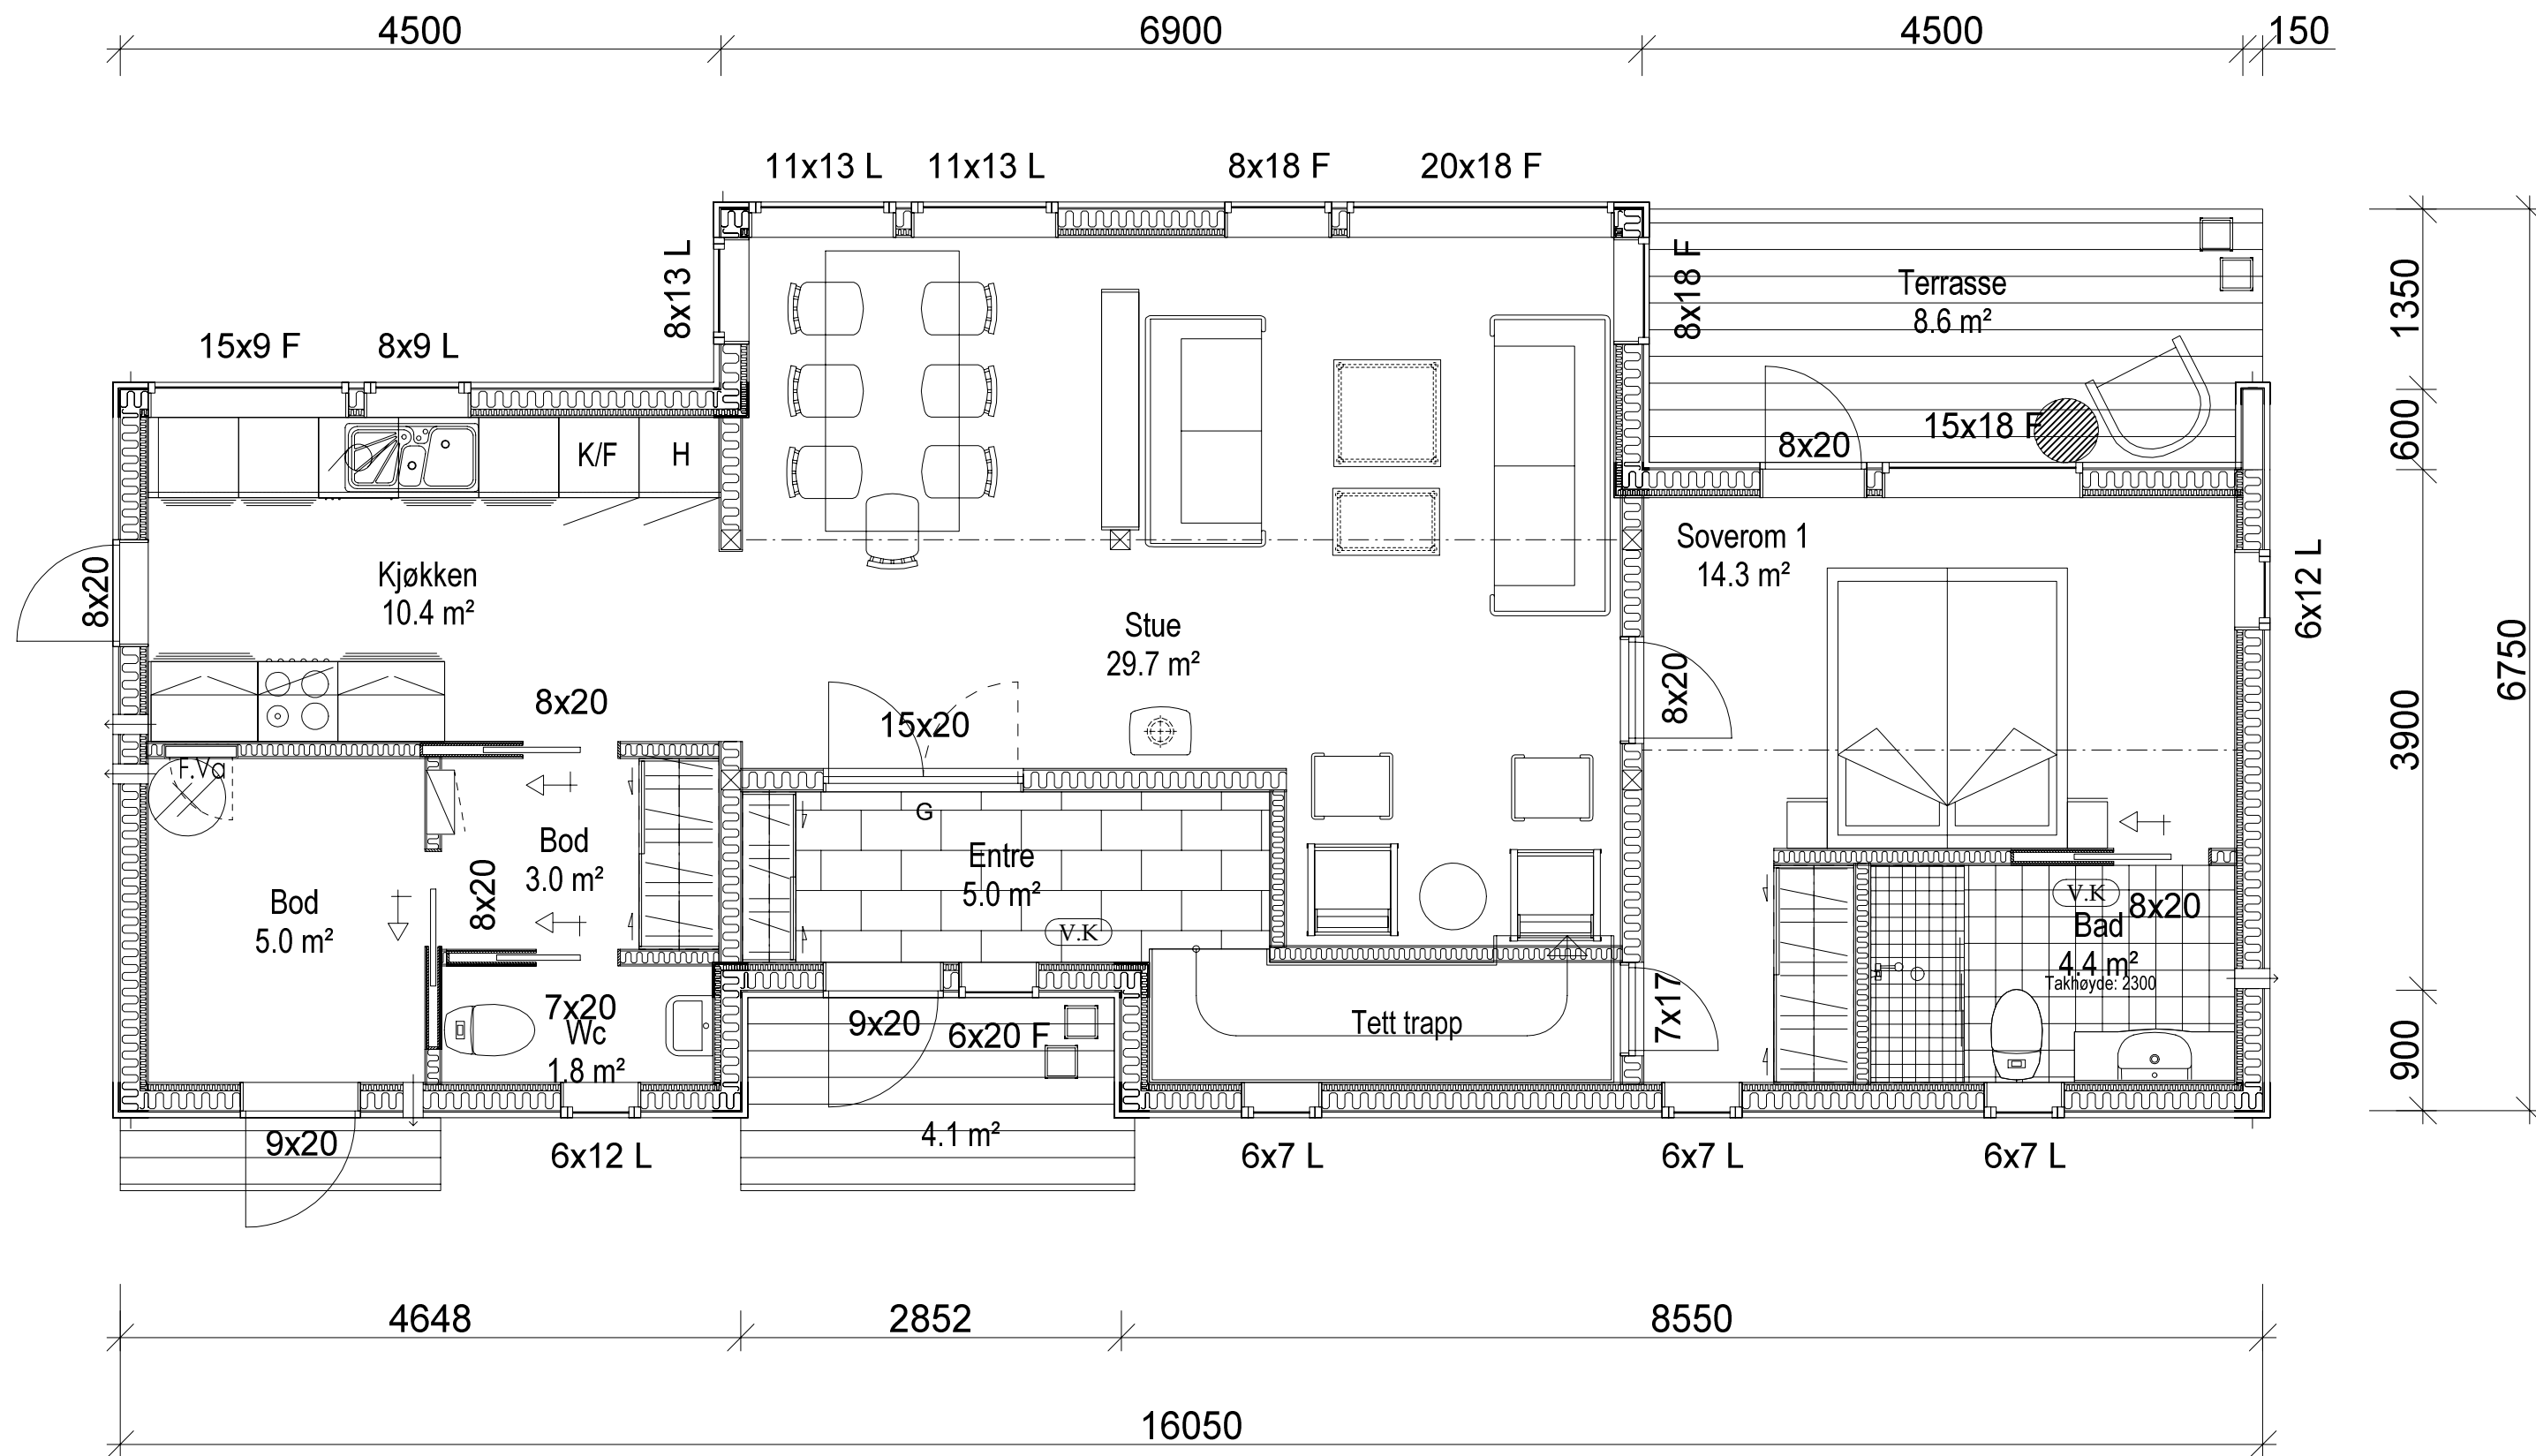 4500
6900
4500
150
11x13 L
11x13 L
8x18 F
20x18 F
8x13 L
8x18 F
Terrasse
8.6 m²
1350
15x9 F
8x9 L
600
K/F
H
8x20
15x18 F
8x20
Kjøkken
10.4 m²
Soverom 1
14.3 m²
6x12 L
Stue
29.7 m²
6750
8x20
8x20
15x20
3900
F.Va
G
Bod
3.0 m²
8x20
Entre
5.0 m²
V.K
Bod
5.0 m²
V.K
8x20
Bad
4.4 m²
Takhøyde: 2300
7x20
Wc
1.8 m²
9x20
6x20 F
Tett trapp
7x17
900
9x20
6x12 L
4.1 m²
6x7 L
6x7 L
6x7 L
4648
2852
8550
16050